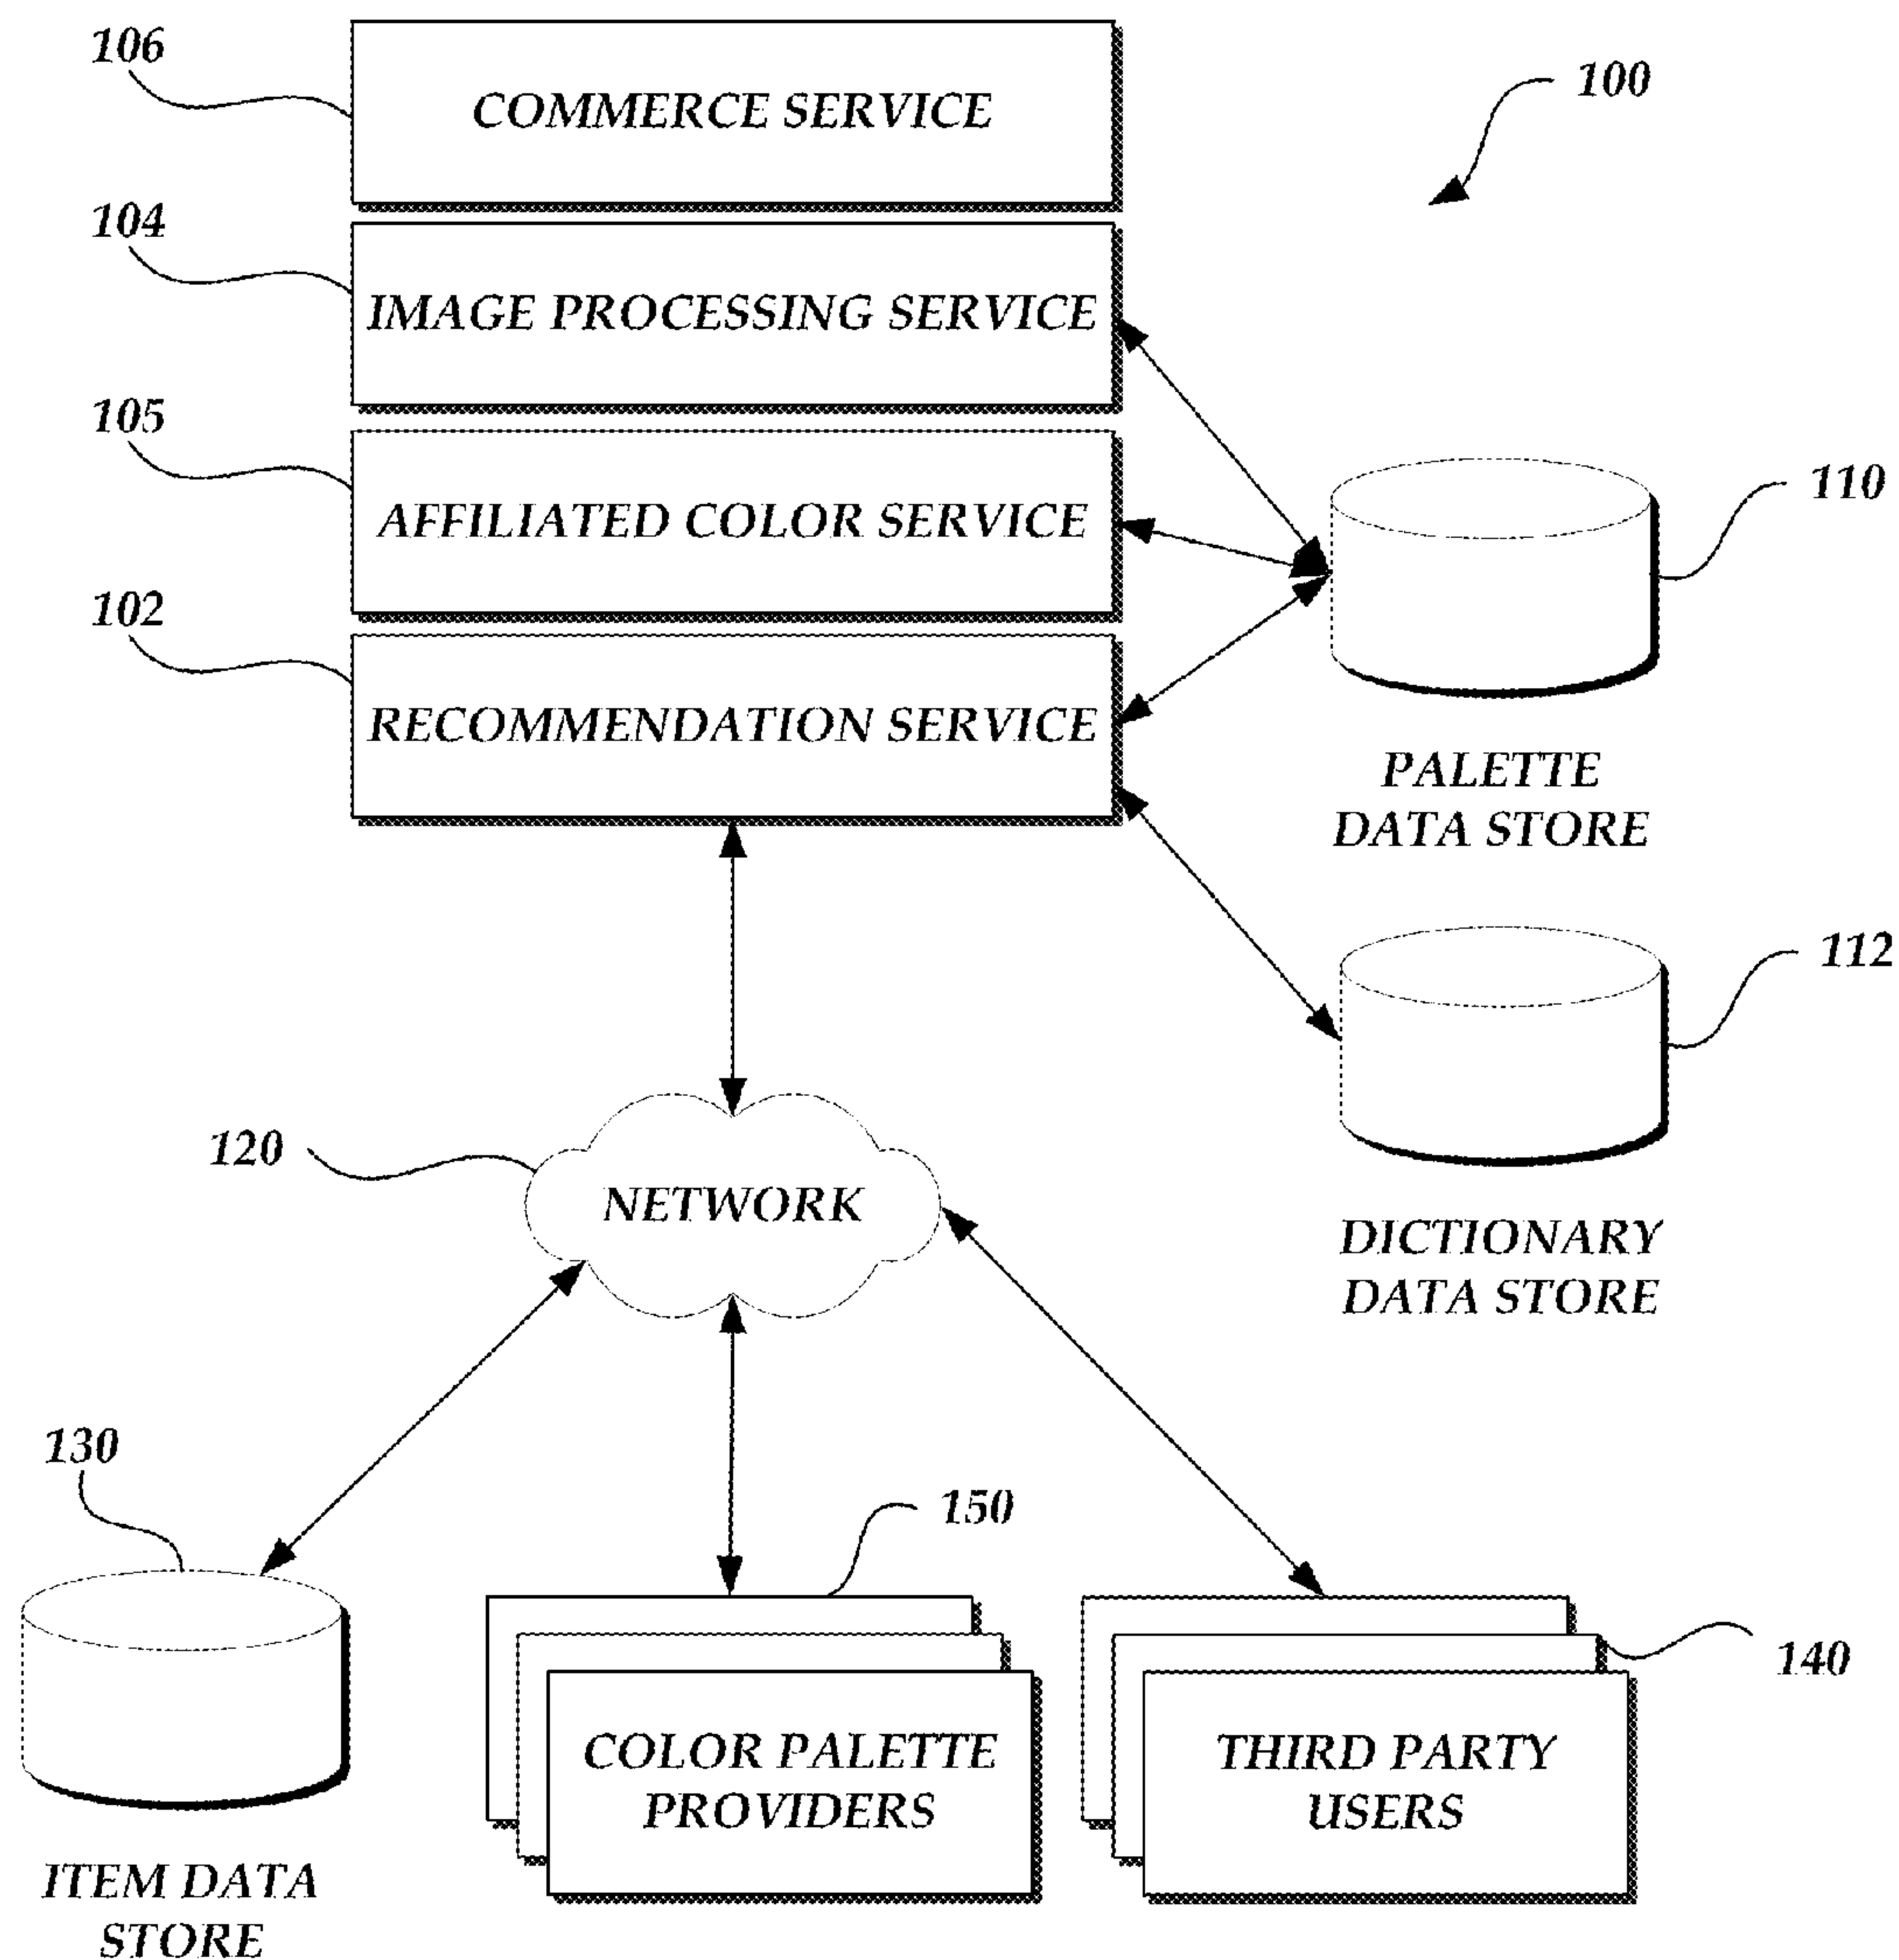 106
COMMERCE SERVICE
100
104
IMAGE PROCESSING SERVICE
105
AFFILIATED COLOR SERVICE
110
102
RECOMMENDATION SERVICE
PALETTE
DATA STORE
112
120
NETWORK
DICTIONARY
DATA STORE
130
150
140
COLOR PALETTE
PROVIDERS
THIRD PARTY
USERS
ITEM DATA
STORE